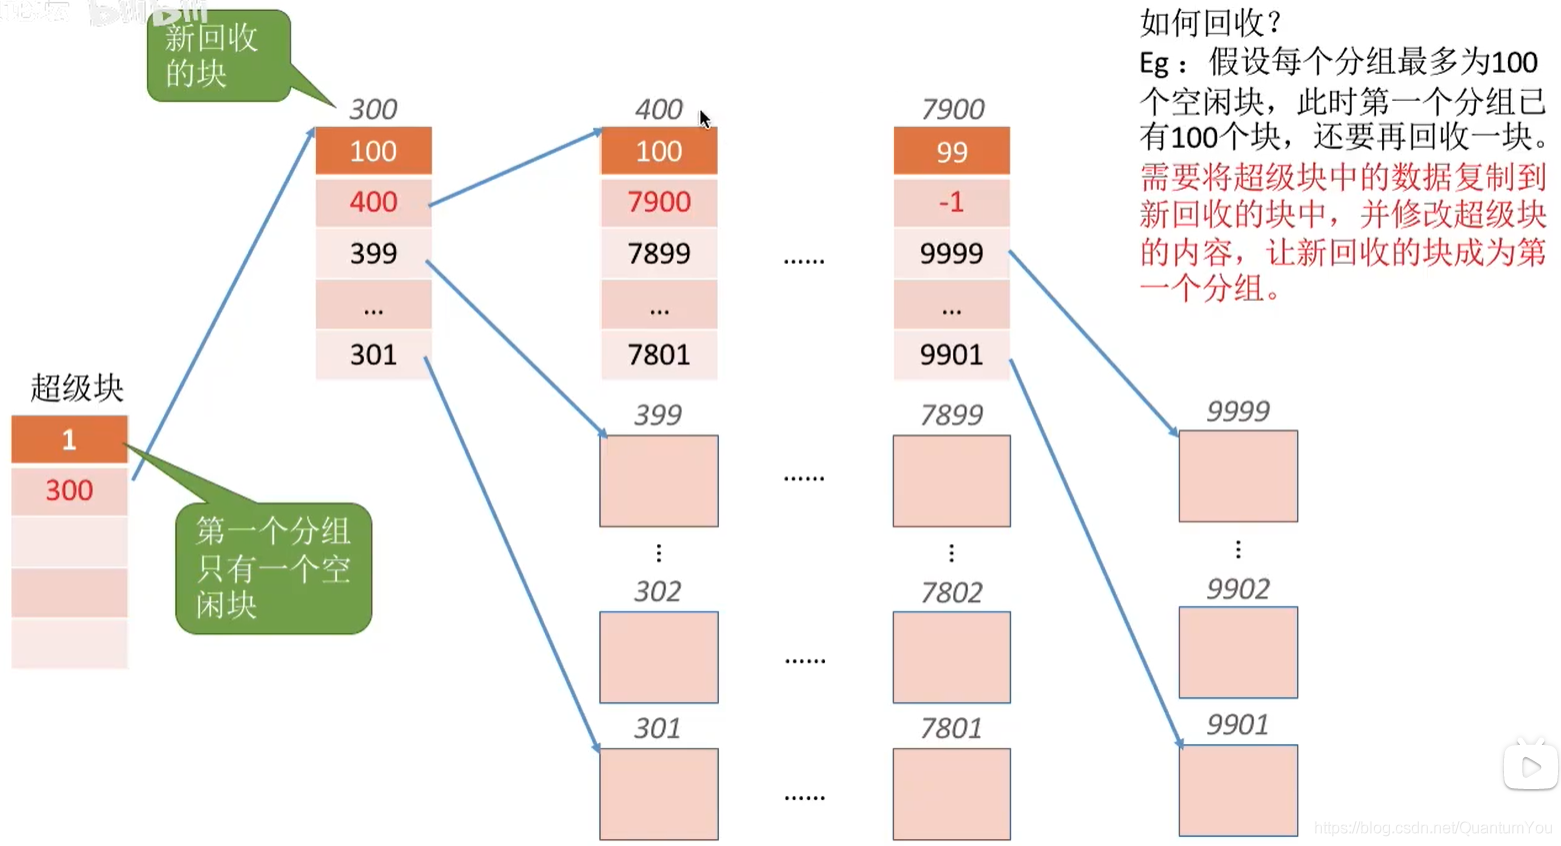 新回收
的块
300
100
400
399
...
301
400
100
7900
7899
...
7801
......
7900
99
-1
9999
...
9901
如何回收？
Eg：假设每个分组最多为100
个空闲块，此时第一个分组已
有100个块，还要再回收一块。
需要将超级块中的数据复制到
新回收的块中，并修改超级块
的内容，让新回收的块成为第
一个分组。
超级块
1
300
第一个分组
只有一个空
闲块
399
7899
9999
......
⋮
⋮
⋮
302
7802
9902
......
301
7801
9901
......
https://blog.csdn.net/QuantumYou